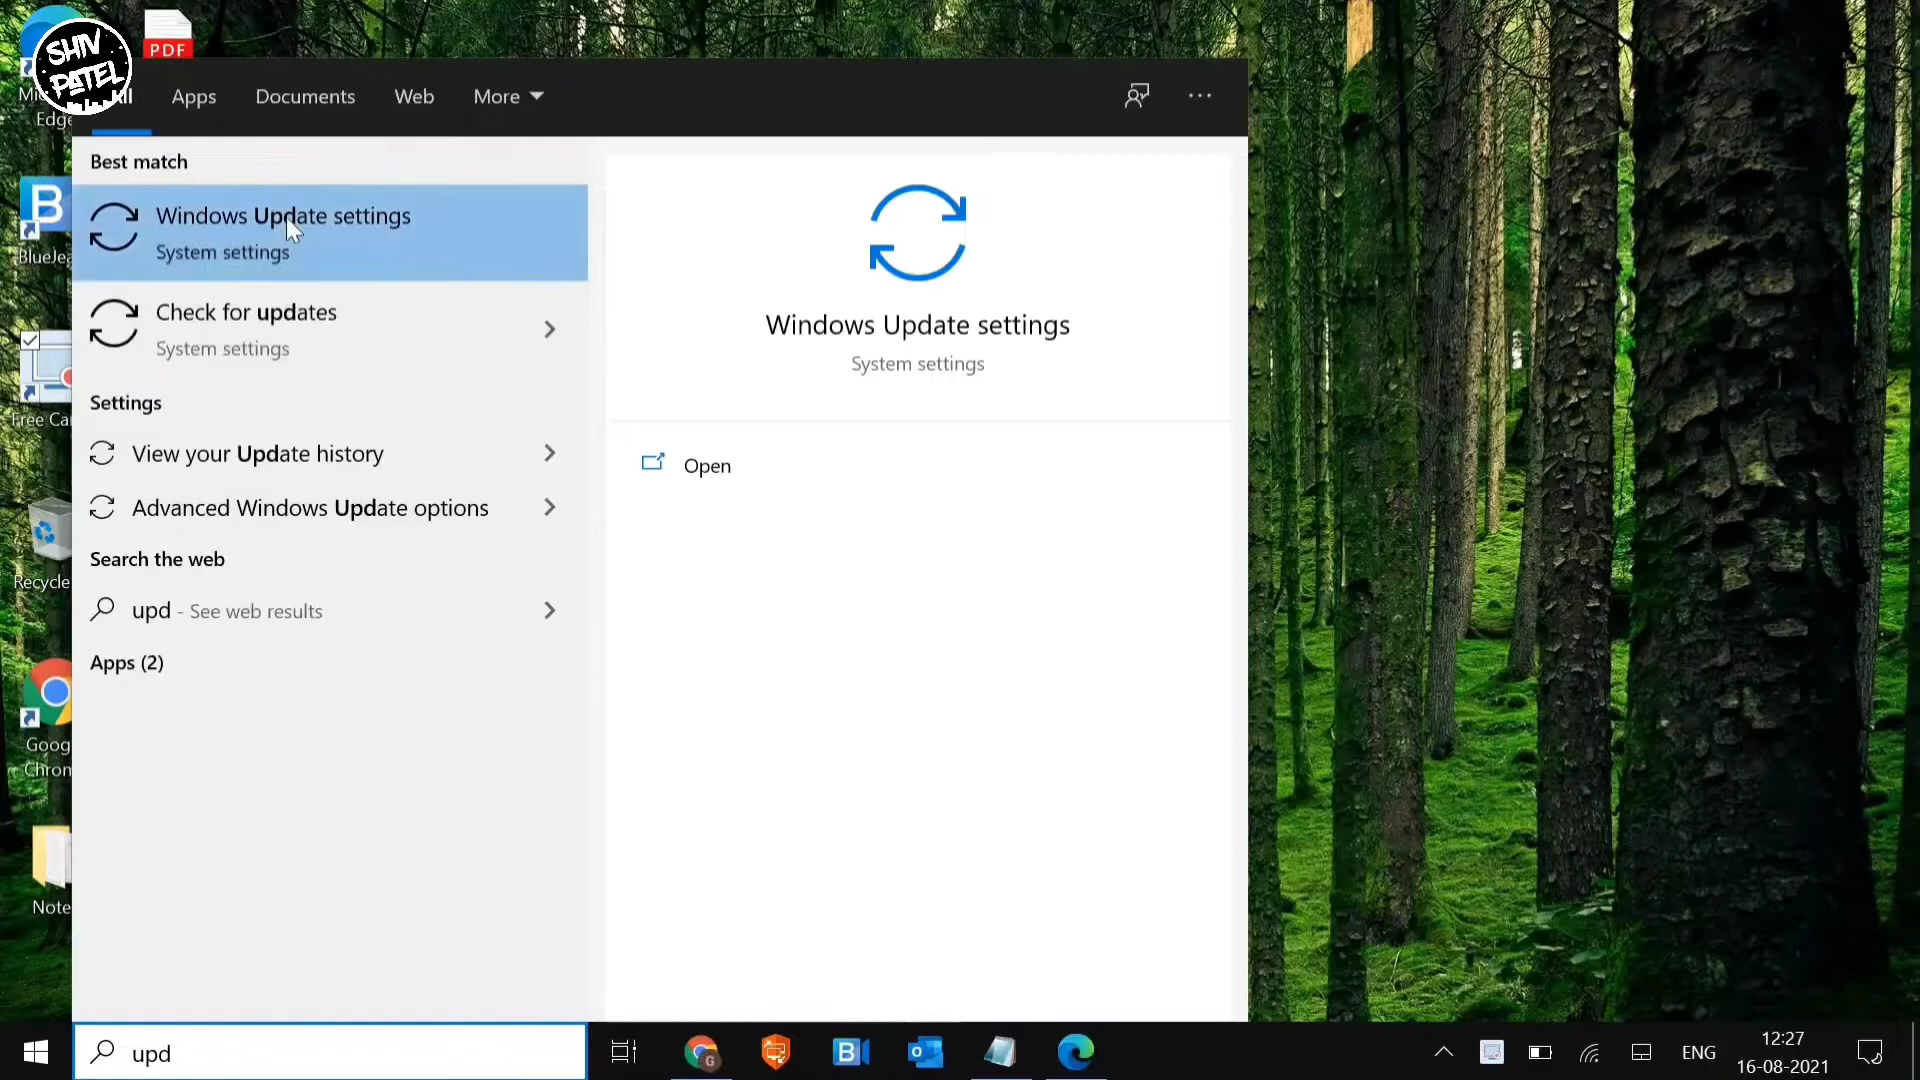 SHIV
PATEL
PDF
Edge
Apps
Documents
Web
More
Best match
Windows Update settings
System settings
Check for updates
System settings
Settings
View your Update history
Advanced Windows Update options
Search the web
upd - See web results
Apps (2)
Windows Update settings
System settings
Open
B
BlueJea
Free Ca
Recycle
Goog
Chrom
Note
upd
G
B
ENG
12:27
16-08-2021